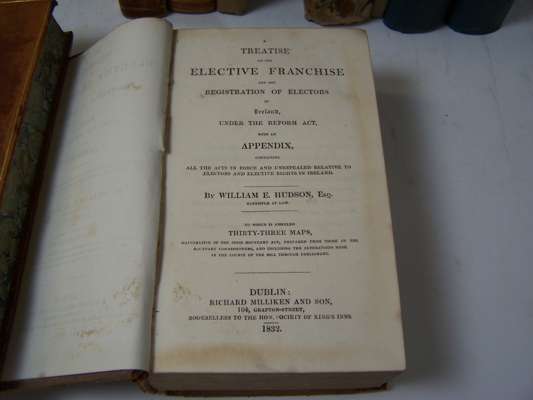 A
TREATISE
ON THE
ELECTIVE FRANCHISE
AND THE
REGISTRATION OF ELECTORS
IN
Ireland,
UNDER THE REFORM ACT,
WITH AN
APPENDIX,
CONTAINING
ALL THE ACTS IN FORCE AND UNREPEALED RELATIVE TO
ELECTORS AND ELECTIVE RIGHTS IN IRELAND.
BY WILLIAM E. HUDSON, ESQ.
BARRISTER AT LAW.
TO WHICH IS ANNEXED
THIRTY-THREE MAPS,
ILLUSTRATIVE OF THE IRISH BOUNDARY ACT, PREPARED FROM THOSE OF THE
BOUNDARY COMMISSIONERS, AND INCLUDING THE ALTERATIONS MADE
IN THE COURSE OF THE BILL THROUGH PARLIAMENT.
DUBLIN:
RICHARD MILLIKEN AND SON,
104, GRAFTON-STREET,
BOOKSELLERS TO THE HON. SOCIETY OF KING'S INNS.
1832.